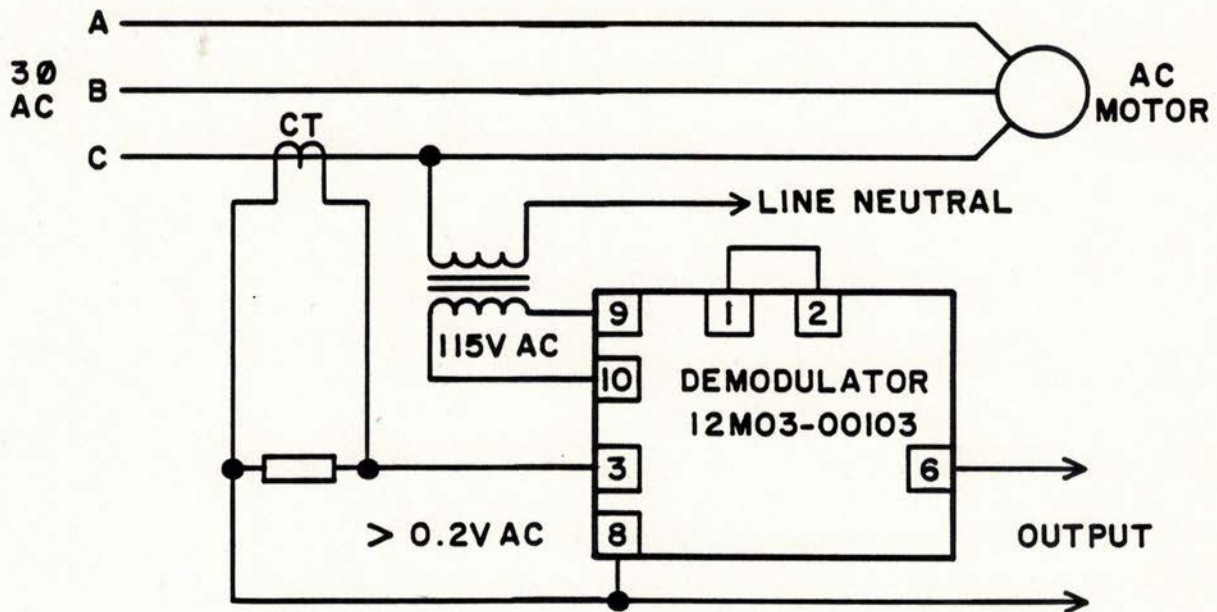 A
3Ø
AC
B
AC
MOTOR
CT
C
LINE NEUTRAL
9
1
2
115V AC
10
DEMODULATOR
12M03-00103
3
6
> 0.2V AC
8
OUTPUT